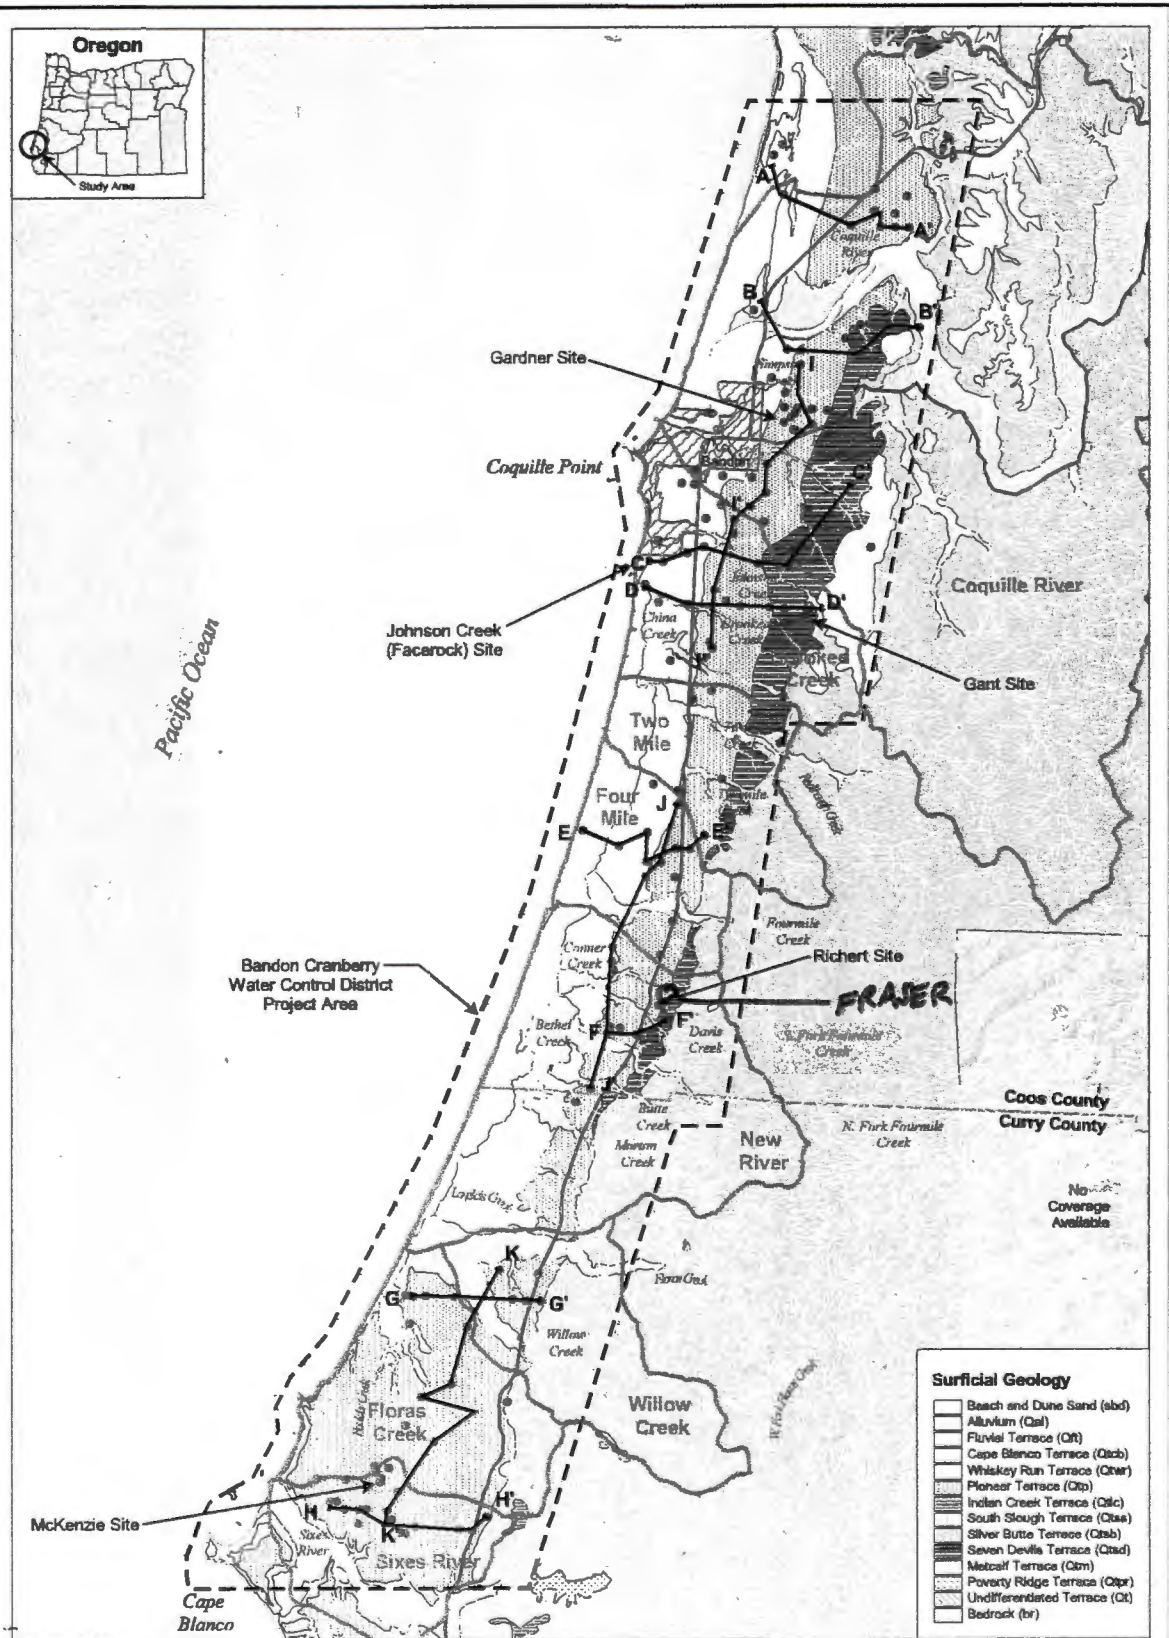 Oregon
Study Area
A
A'
Coquille
River
B
B'
Gardner Site
I
Coquille Point
Bandon
C'
I'
C
D
D'
Coquille River
Johnson Creek
(Facerock) Site
China
Creek
Creek
Gant Site
Pacific Ocean
Two
Mile
Four
Mile
J
E
Fourmile
Creek
Conner
Creek
Richert Site
Bandon Cranberry
Water Control District
Project Area
FRASER
Bethel
Creek
F
F'
Davis
Creek
Coos County
Curry County
Butte
Creek
Creek
New
River
N. Fork Fourmile
Creek
No
Coverage
Available
K
G
G'
Willow
Creek
Floras
Creek
Willow
Creek
McKenzie Site
H
H'
Sixes
River
Sixes River
Cape
Blanco
Surficial Geology
Beach and Dune Sand (sbd)
Alluvium (Qal)
Fluvial Terrace (Qft)
Cape Blanco Terrace (Qtcb)
Whiskey Run Terrace (Qtwr)
Pioneer Terrace (Qtp)
Indian Creek Terrace (Qtic)
South Slough Terrace (Qtss)
Silver Butte Terrace (Qtsb)
Seven Devils Terrace (Qtsd)
Metcalf Terrace (Qtm)
Poverty Ridge Terrace (Qtpr)
Undifferentiated Terrace (Qt)
Bedrock (br)